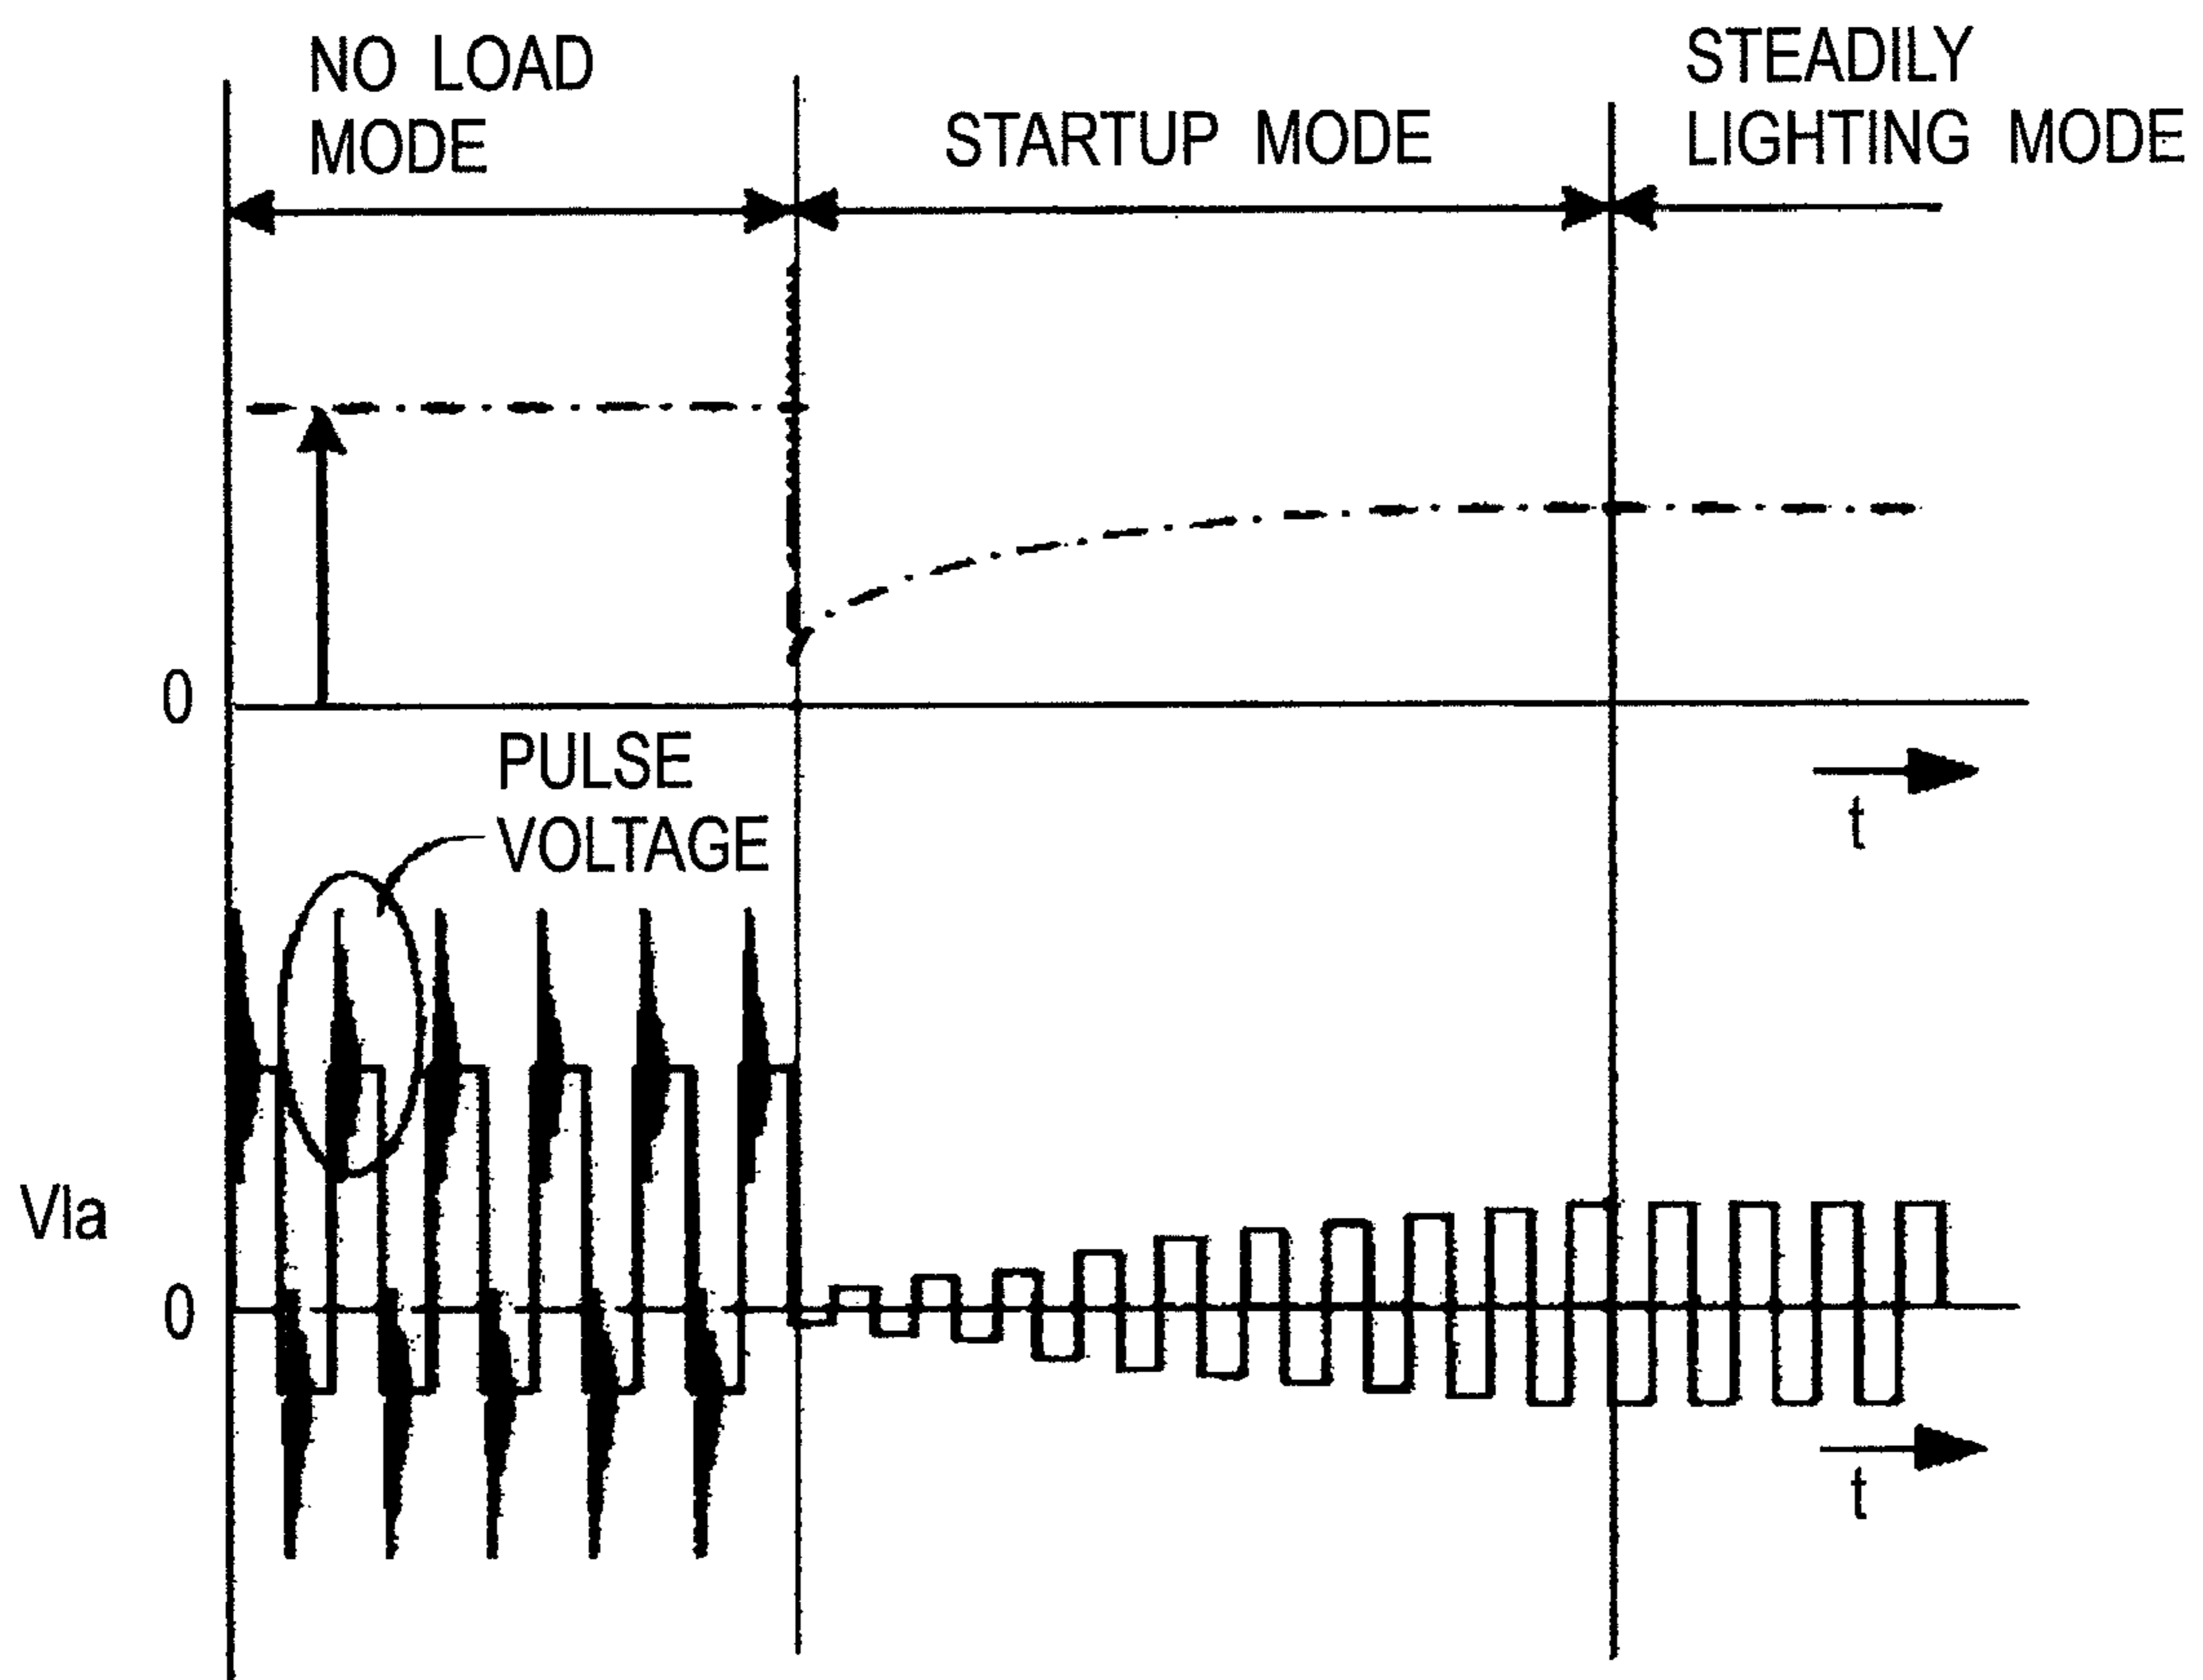 NO LOAD
MODE
STARTUP MODE
STEADILY
LIGHTING MODE
0
PULSE
VOLTAGE
t
Vla
0
t